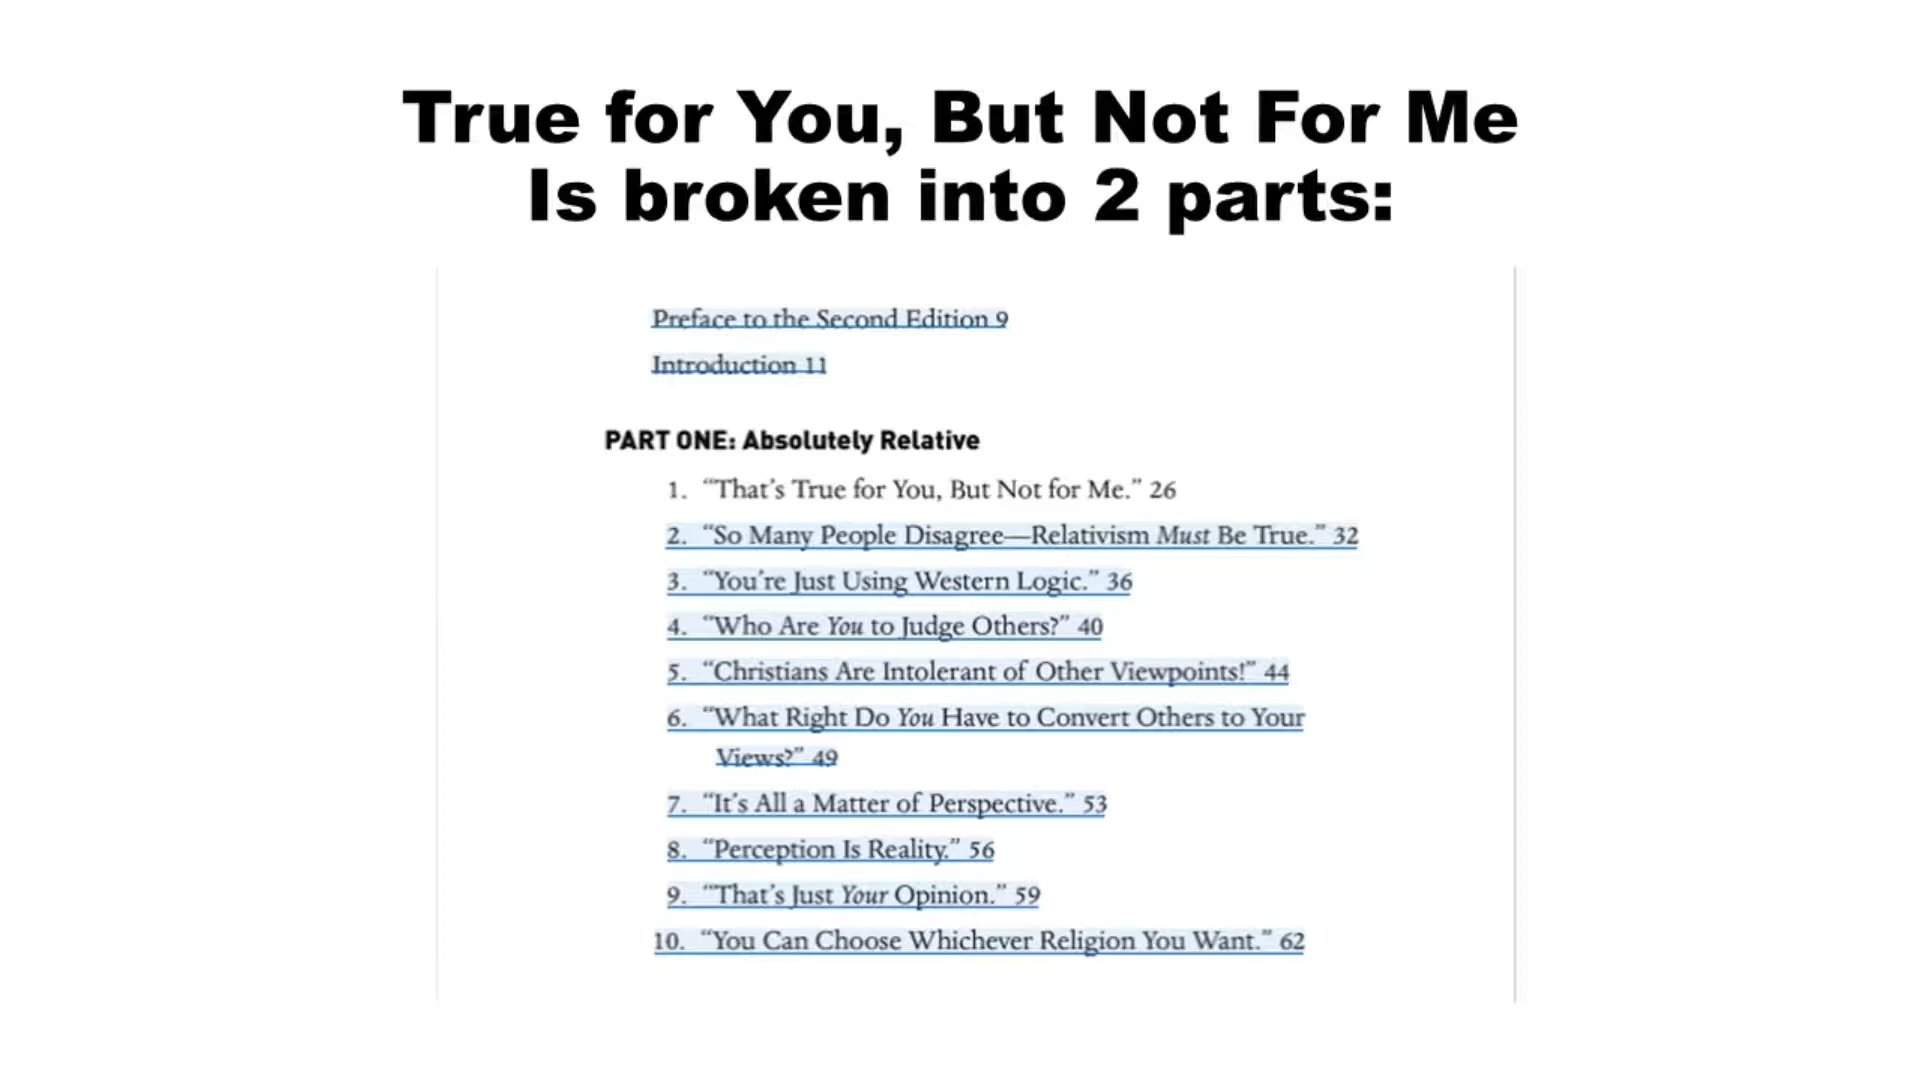 True for You, But Not For Me
Is broken into 2 parts:
Preface to the Second Edition 9
Introduction 11
PART ONE: Absolutely Relative
1. “That’s True for You, But Not for Me.” 26
2. “So Many People Disagree—Relativism Must Be True.” 32
3. “You’re Just Using Western Logic.” 36
4. “Who Are You to Judge Others?” 40
5. “Christians Are Intolerant of Other Viewpoints!” 44
6. “What Right Do You Have to Convert Others to Your
Views?” 49
7. “It’s All a Matter of Perspective.” 53
8. “Perception Is Reality.” 56
9. “That’s Just Your Opinion.” 59
10. “You Can Choose Whichever Religion You Want.” 62